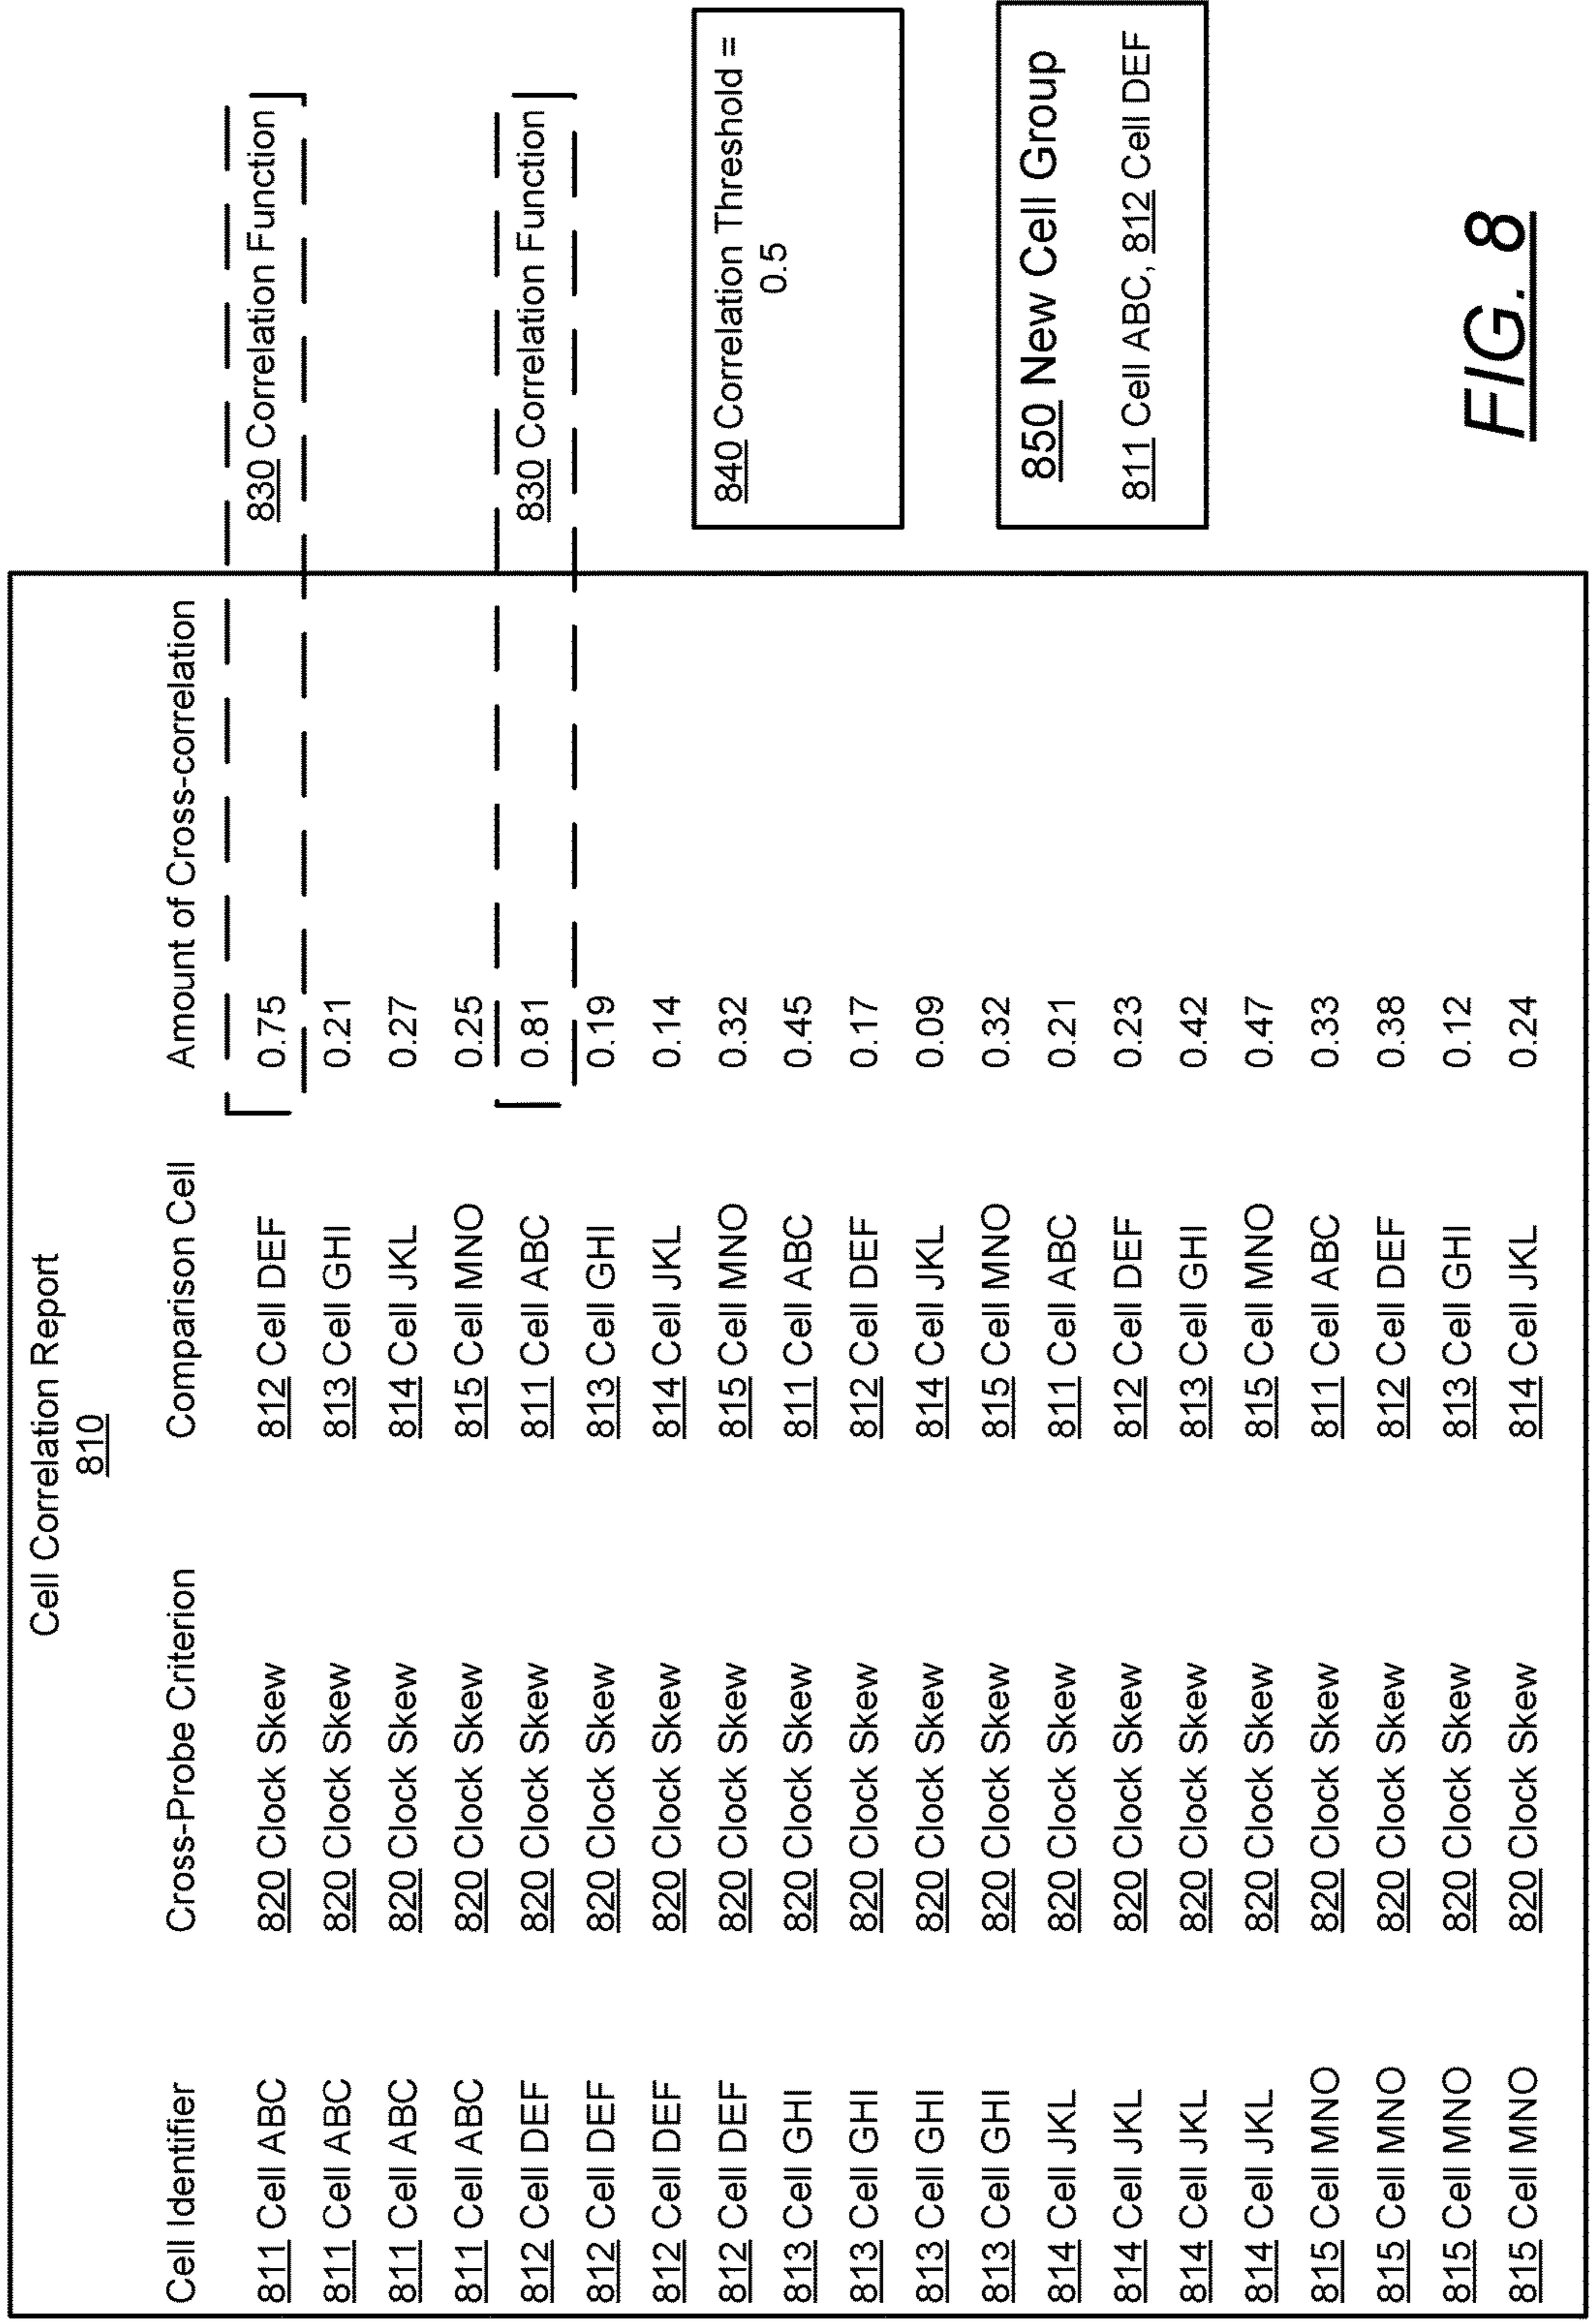 Cell Correlation Report
810
Cell Identifier Cross-Probe Criterion Comparison Cell Amount of Cross-correlation
811 Cell ABC 820 Clock Skew 812 Cell DEF 0.75 830 Correlation Function
811 Cell ABC 820 Clock Skew 813 Cell GHI 0.21
811 Cell ABC 820 Clock Skew 814 Cell JKL 0.27
811 Cell ABC 820 Clock Skew 815 Cell MNO 0.25
812 Cell DEF 820 Clock Skew 811 Cell ABC 0.81 830 Correlation Function
812 Cell DEF 820 Clock Skew 813 Cell GHI 0.19
812 Cell DEF 820 Clock Skew 814 Cell JKL 0.14
812 Cell DEF 820 Clock Skew 815 Cell MNO 0.32
813 Cell GHI 820 Clock Skew 811 Cell ABC 0.45
813 Cell GHI 820 Clock Skew 812 Cell DEF 0.17
813 Cell GHI 820 Clock Skew 814 Cell JKL 0.09
813 Cell GHI 820 Clock Skew 815 Cell MNO 0.32
814 Cell JKL 820 Clock Skew 811 Cell ABC 0.21
814 Cell JKL 820 Clock Skew 812 Cell DEF 0.23
814 Cell JKL 820 Clock Skew 813 Cell GHI 0.42
814 Cell JKL 820 Clock Skew 815 Cell MNO 0.47
815 Cell MNO 820 Clock Skew 811 Cell ABC 0.33
815 Cell MNO 820 Clock Skew 812 Cell DEF 0.38
815 Cell MNO 820 Clock Skew 813 Cell GHI 0.12
815 Cell MNO 820 Clock Skew 814 Cell JKL 0.24
840 Correlation Threshold =
0.5
850 New Cell Group
811 Cell ABC, 812 Cell DEF
FIG. 8